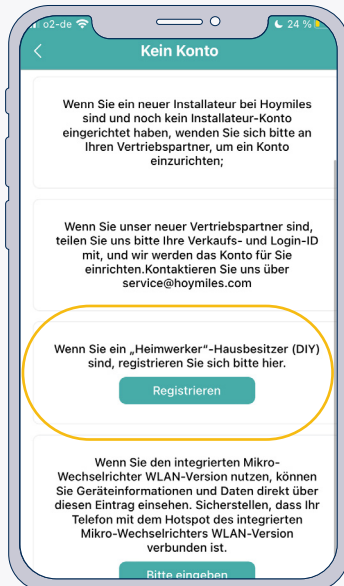 o2-de
24 %
Kein Konto
Wenn Sie ein neuer Installateur bei Hoymiles
sind und noch kein Installateur-Konto
eingerichtet haben, wenden Sie sich bitte an
Ihren Vertriebspartner, um ein Konto
einzurichten;
Wenn Sie unser neuer Vertriebspartner sind,
teilen Sie uns bitte Ihre Verkaufs- und Login-ID
mit, und wir werden das Konto für Sie
einrichten.Kontaktieren Sie uns über
service@hoymiles.com
Wenn Sie ein „Heimwerker“-Hausbesitzer (DIY)
sind, registrieren Sie sich bitte hier.
Registrieren
Wenn Sie den integrierten Mikro-
Wechselrichter WLAN-Version nutzen, können
Sie Geräteinformationen und Daten direkt über
diesen Eintrag einsehen. Sicherstellen, dass Ihr
Telefon mit dem Hotspot des integrierten
Mikro-Wechselrichters WLAN-Version
verbunden ist.
Bitte eingeben